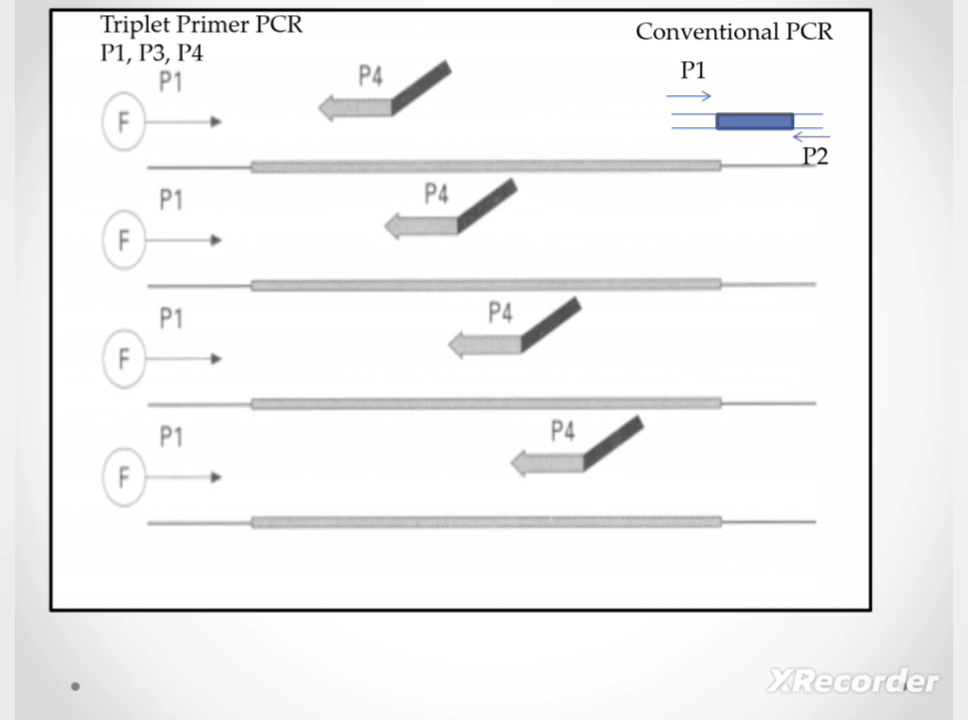 Triplet Primer PCR
P1, P3, P4
Conventional PCR
P1
P2
P1
P4
F
P1
P4
F
P1
P4
F
P1
P4
F
XRecorder